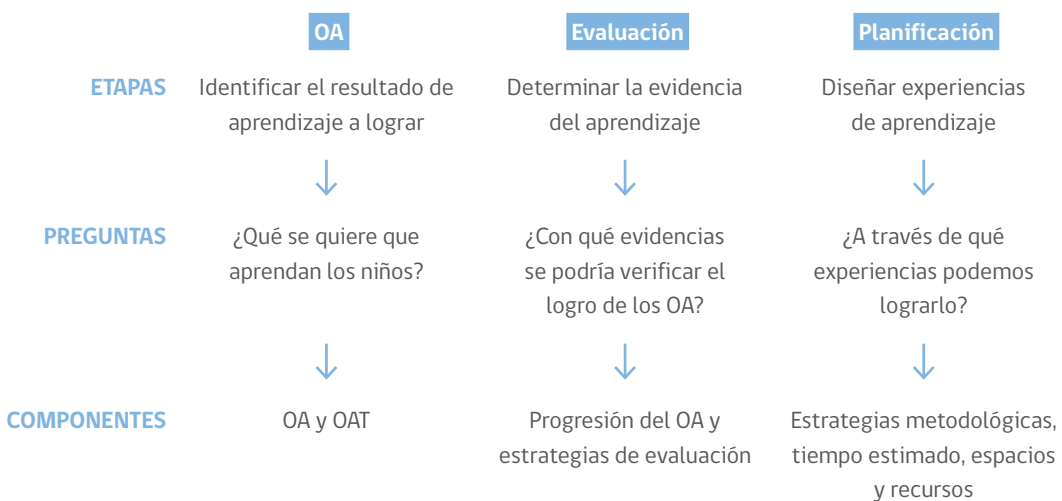 OA
Evaluación
Planificación
ETAPAS
Identificar el resultado de
aprendizaje a lograr
Determinar la evidencia
del aprendizaje
Diseñar experiencias
de aprendizaje
PREGUNTAS
¿Qué se quiere que
aprendan los niños?
¿Con qué evidencias
se podría verificar el
logro de los OA?
¿A través de qué
experiencias podemos
lograrlo?
COMPONENTES
OA y OAT
Progresión del OA y
estrategias de evaluación
Estrategias metodológicas,
tiempo estimado, espacios
y recursos